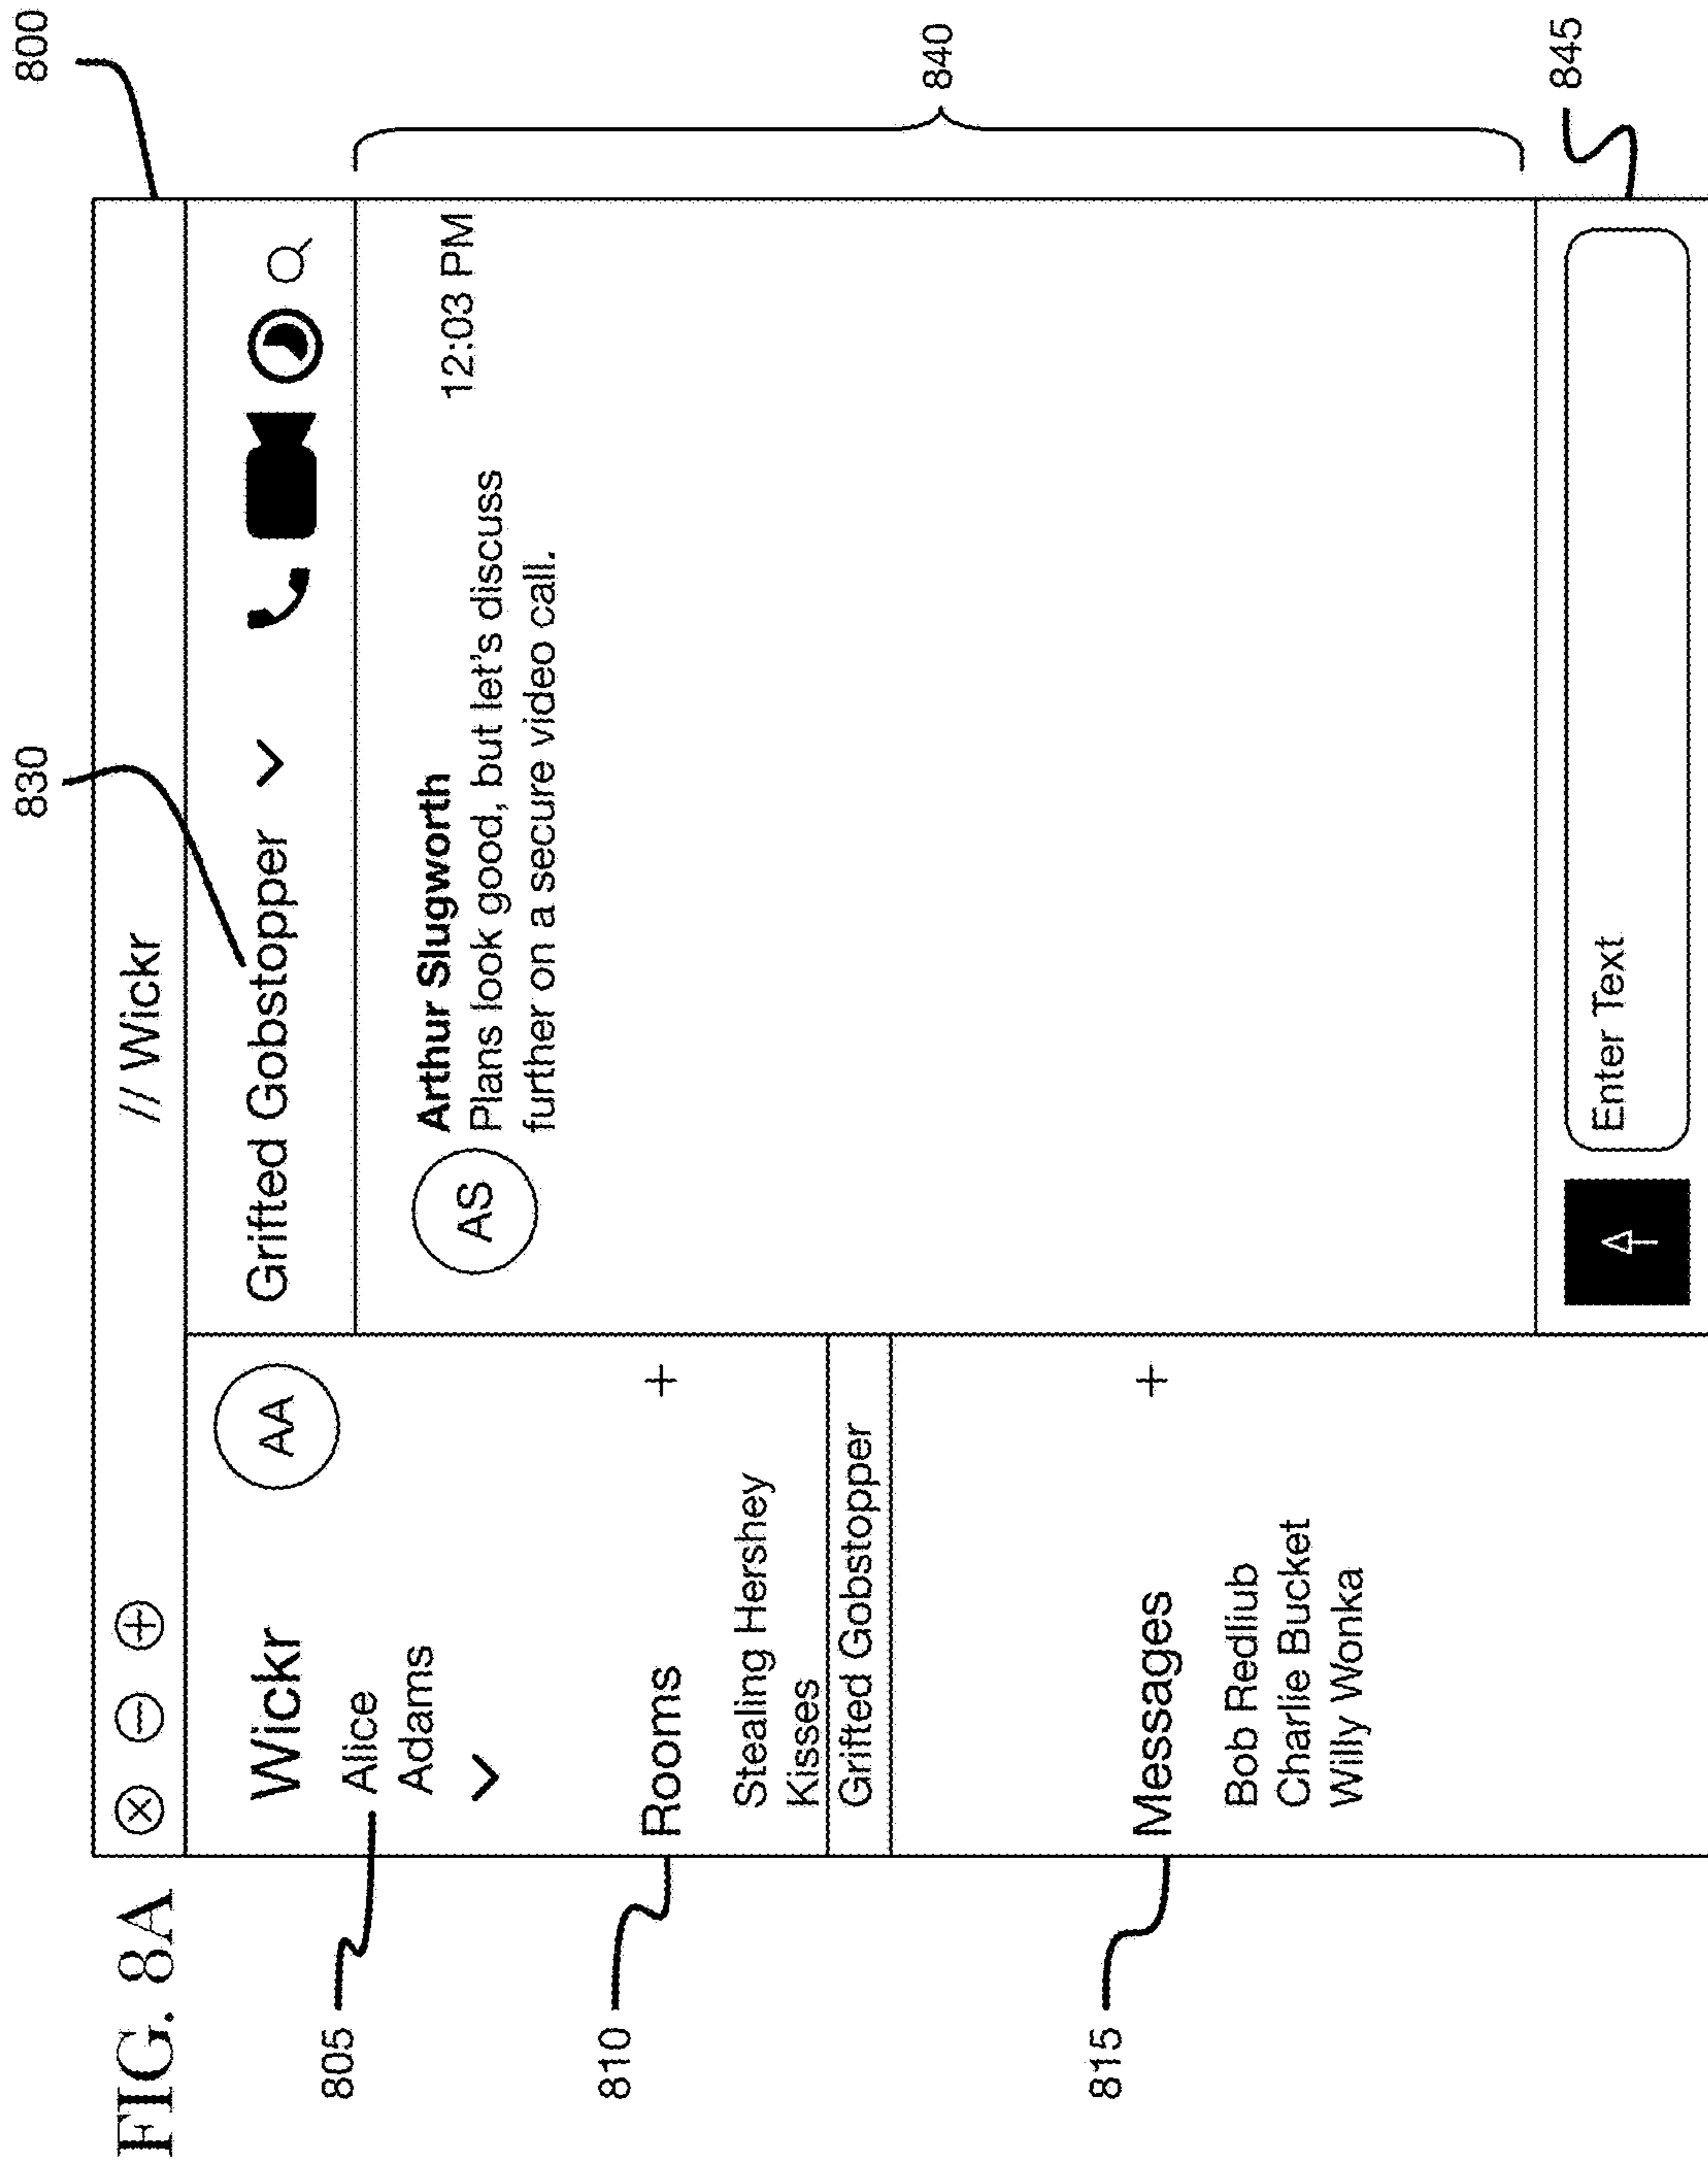 FIG. 8A
800
// Wickr
805
Wickr
AA
Alice
Adams
810
Rooms
+
Stealing Hershey
Kisses
Grifted Gobstopper
815
Messages
+
Bob Redliub
Charlie Bucket
Willy Wonka
830
Grifted Gobstopper
840
AS
Arthur Slugworth
12:03 PM
Plans look good, but let's discuss
further on a secure video call.
845
Enter Text